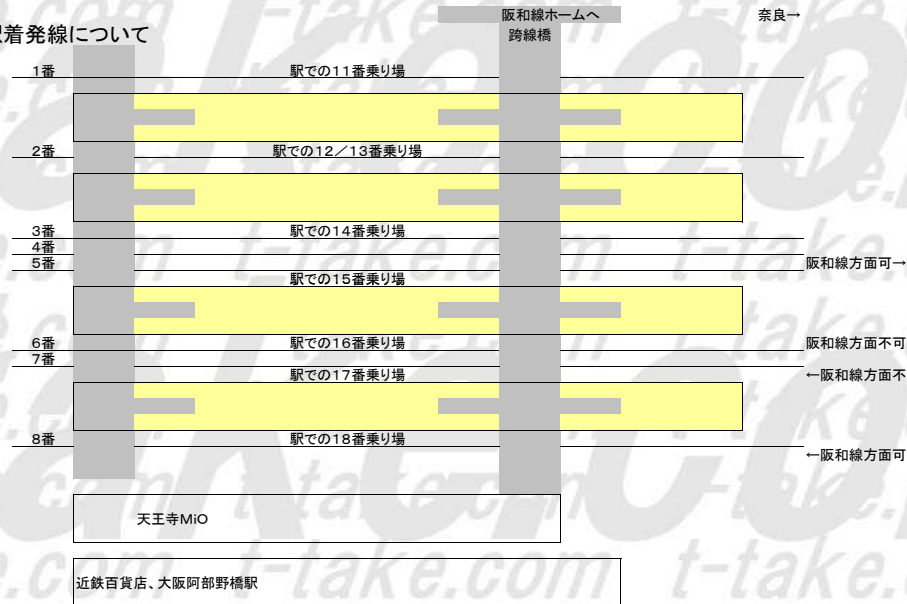 阪和線ホームへ
奈良→
駅着発線について
跨線橋
1番
駅での11番乗り場
2番
駅での12／13番乗り場
3番
駅での14番乗り場
4番
5番
阪和線方面可→
駅での15番乗り場
6番
駅での16番乗り場
阪和線方面不可
7番
駅での17番乗り場
←阪和線方面不
8番
駅での18番乗り場
←阪和線方面可
天王寺MiO
近鉄百貨店、大阪阿部野橋駅
t-take.com